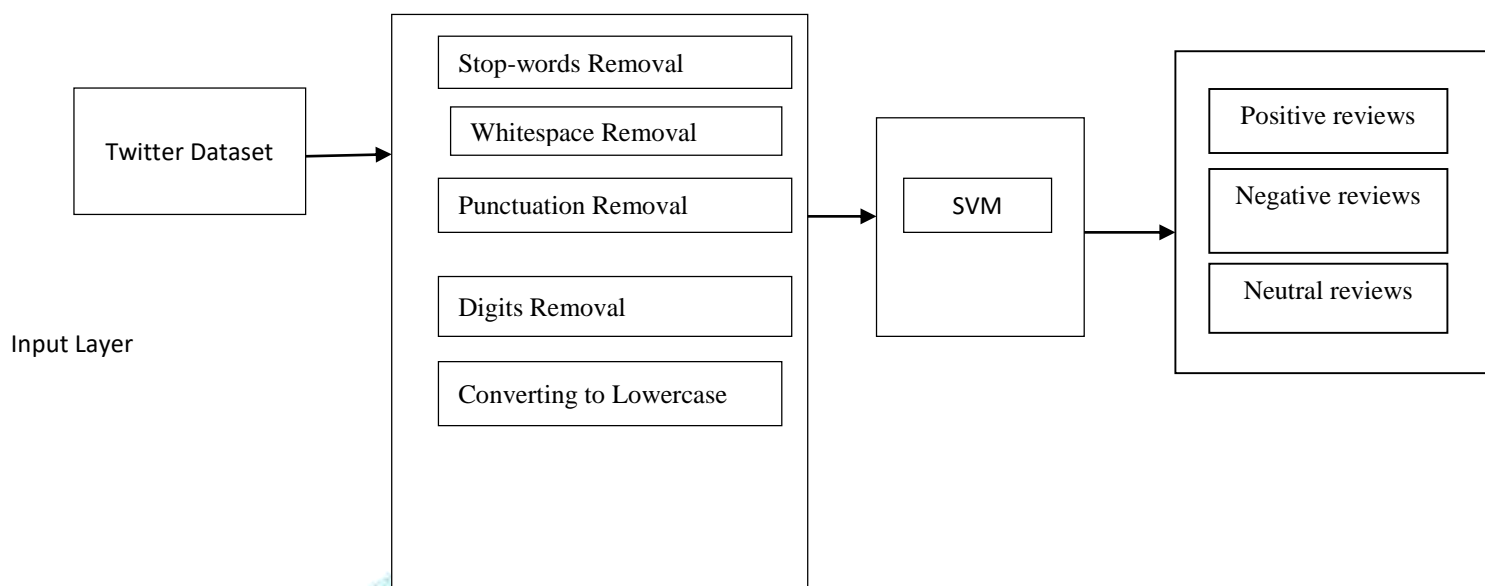 Twitter Dataset
Input Layer
Stop-words Removal
Whitespace Removal
Punctuation Removal
Digits Removal
Converting to Lowercase
SVM
Positive reviews
Negative reviews
Neutral reviews